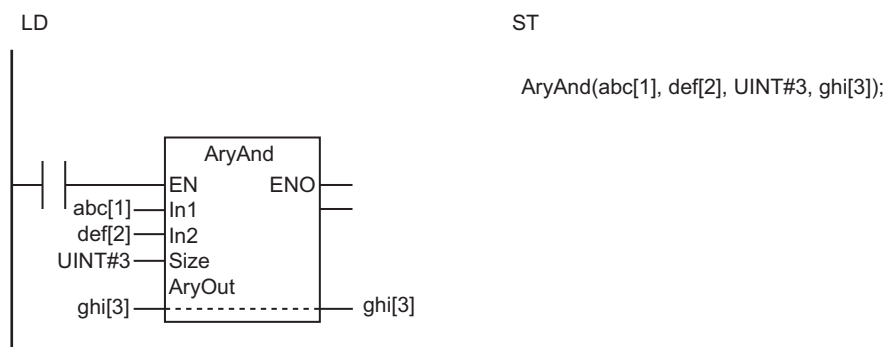 LD
ST
AryAnd(abc[1], def[2], UINT#3, ghi[3]);
AryAnd
EN ENO
abc[1] In1
def[2] In2
UINT#3 Size
AryOut
ghi[3] ghi[3]